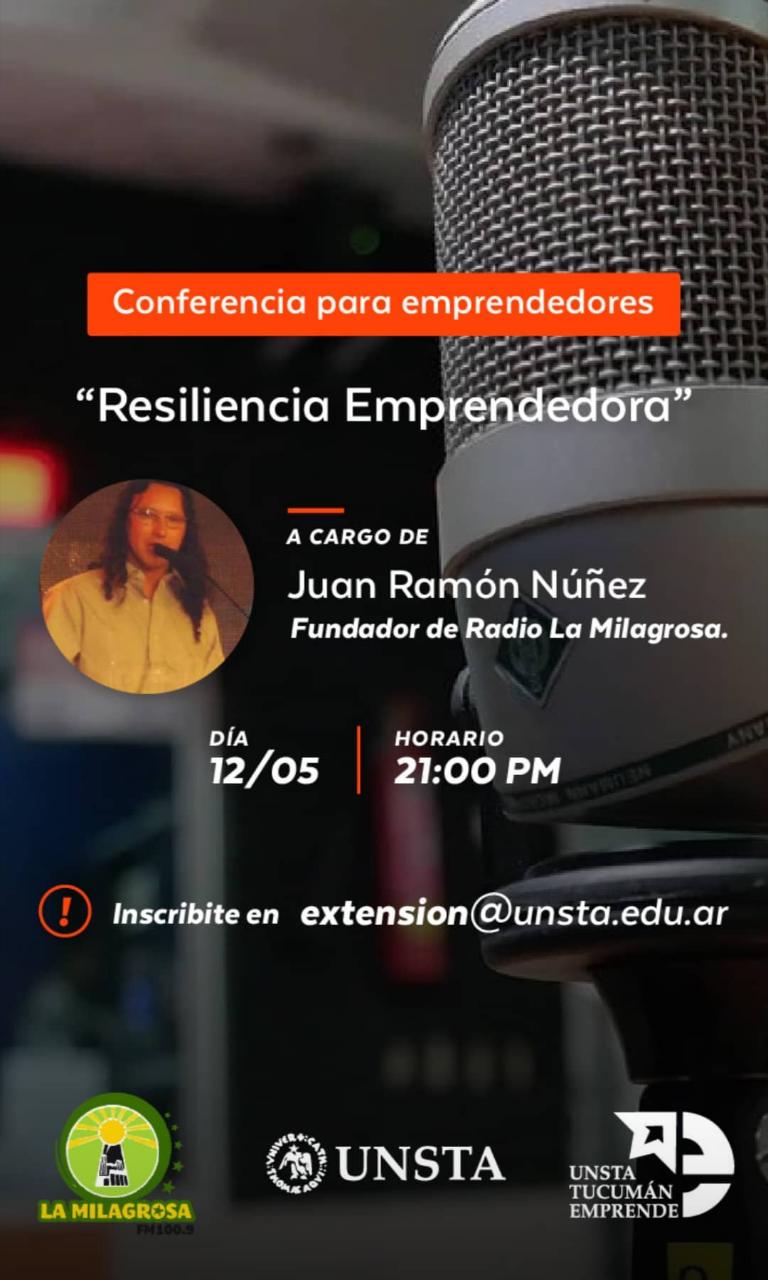 Conferencia para emprendedores
“Resiliencia Emprendedora”
A CARGO DE
Juan Ramón Núñez
Fundador de Radio La Milagrosa.
DÍA
12/05
HORARIO
21:00 PM
! Inscribite en extension@unsta.edu.ar
LA MILAGROSA
FM100.9
UNSTA
UNSTA
TUCUMÁN
EMPRENDE